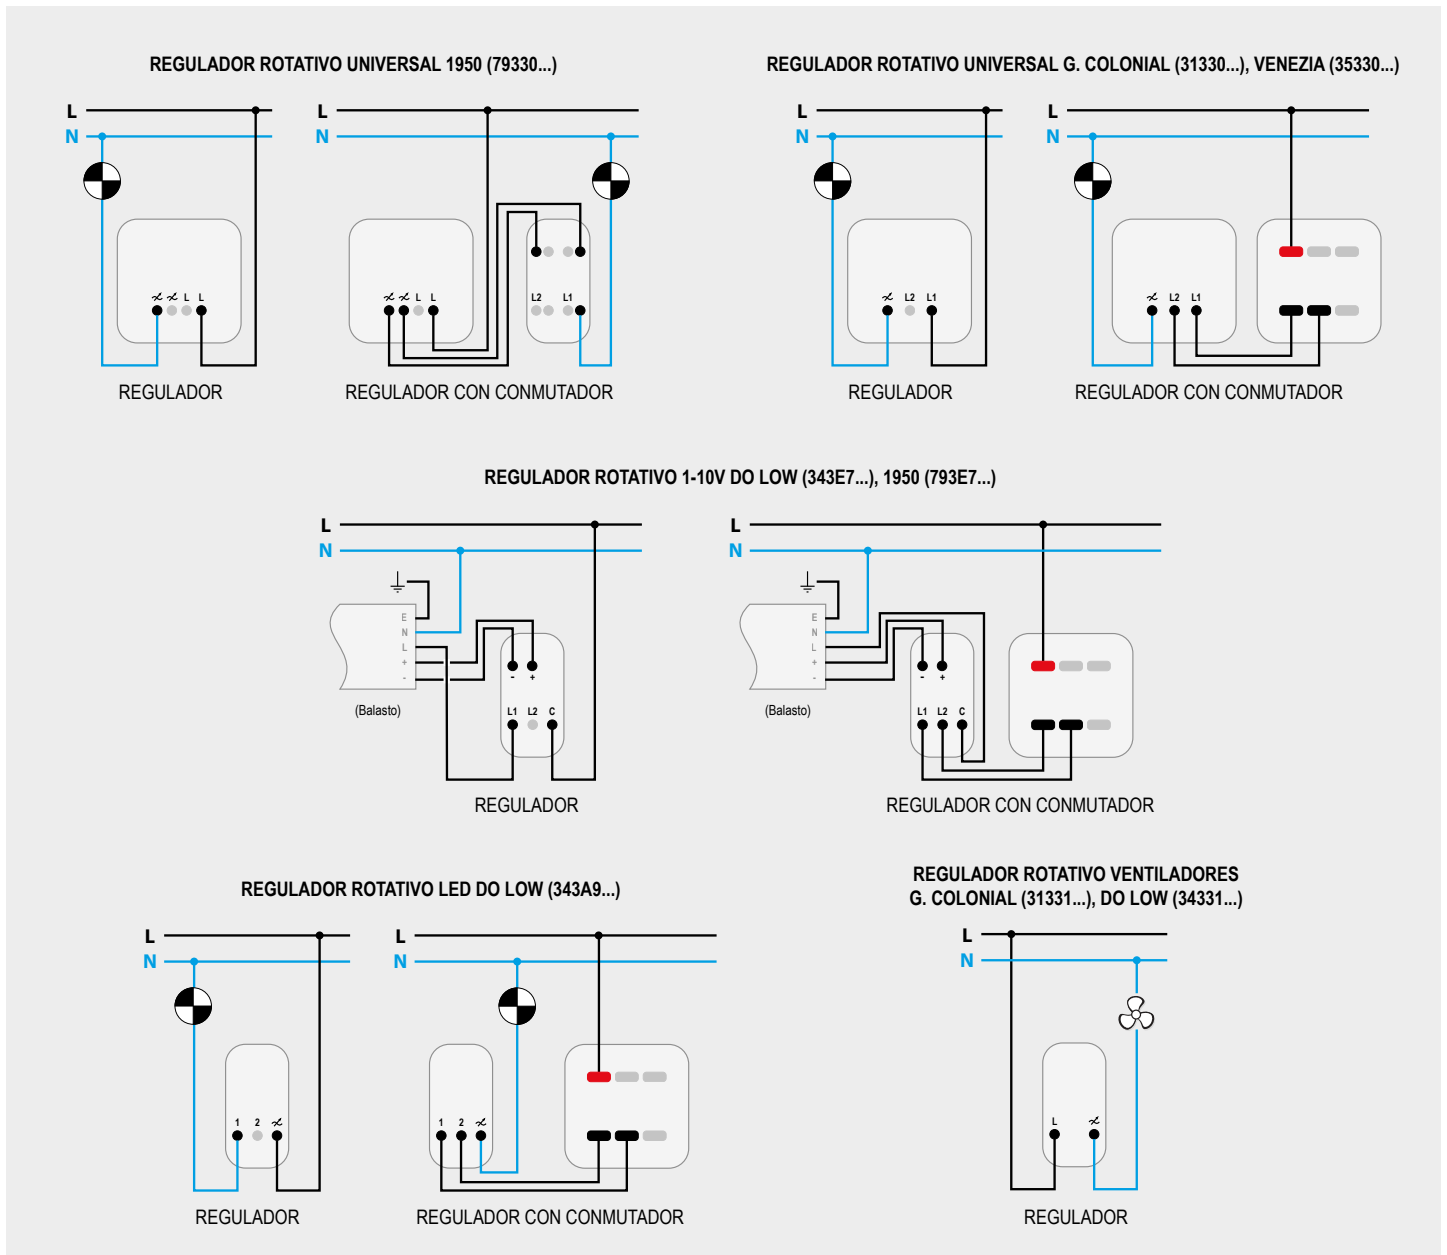 REGULADOR ROTATIVO UNIVERSAL 1950 (79330...)
L
N
L L
REGULADOR
L L
L2 L1
REGULADOR CON CONMUTADOR
REGULADOR ROTATIVO UNIVERSAL G. COLONIAL (31330...), VENEZIA (35330...)
L
N
L2 L1
REGULADOR
L
N
L2 L1
REGULADOR CON CONMUTADOR
REGULADOR ROTATIVO 1-10V DO LOW (343E7...), 1950 (793E7...)
L
N
E
N
L
+
-
(Balasto)
- +
L1 L2 C
REGULADOR
L
N
E
N
L
+
-
(Balasto)
- +
L1 L2 C
REGULADOR CON CONMUTADOR
REGULADOR ROTATIVO LED DO LOW (343A9...)
L
N
1 2
REGULADOR
L
N
1 2
REGULADOR CON CONMUTADOR
REGULADOR ROTATIVO VENTILADORES
G. COLONIAL (31331...), DO LOW (34331...)
L
N
L
REGULADOR